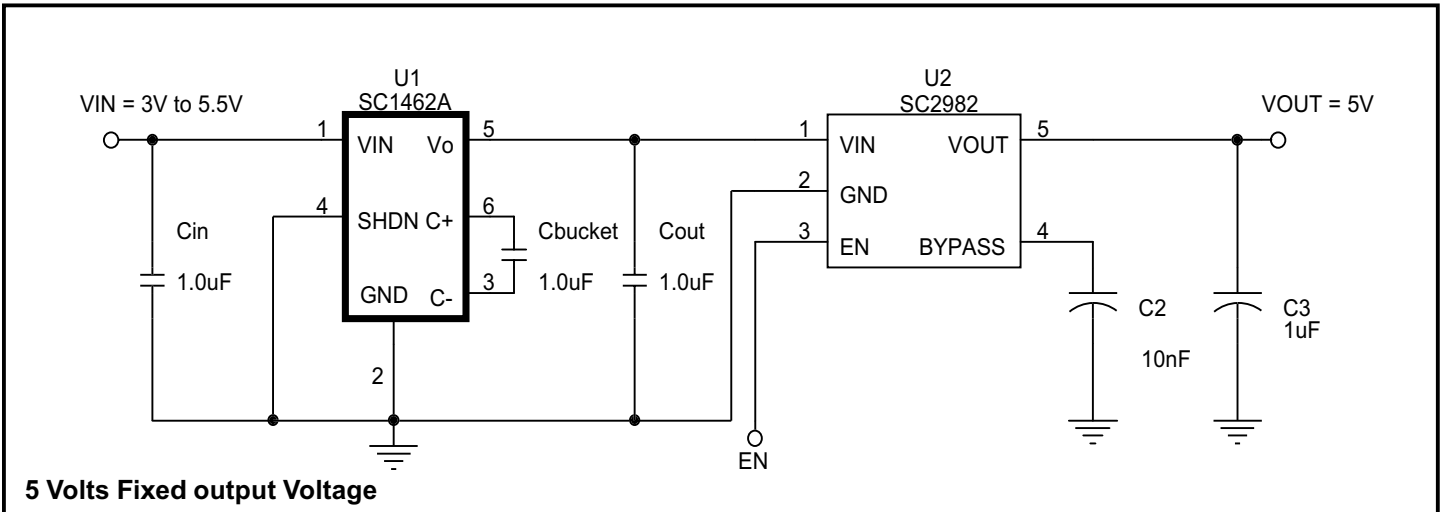 U1
SC1462A
U2
SC2982
VIN = 3V to 5.5V
VOUT = 5V
1
VIN
Vo
5
1
VIN
VOUT
5
4
SHDN
C+
6
2
GND
Cin
Cbucket
Cout
3
EN
BYPASS
4
1.0uF
GND
C-
3
1.0uF
1.0uF
C2
C3
1uF
10nF
2
EN
5 Volts Fixed output Voltage